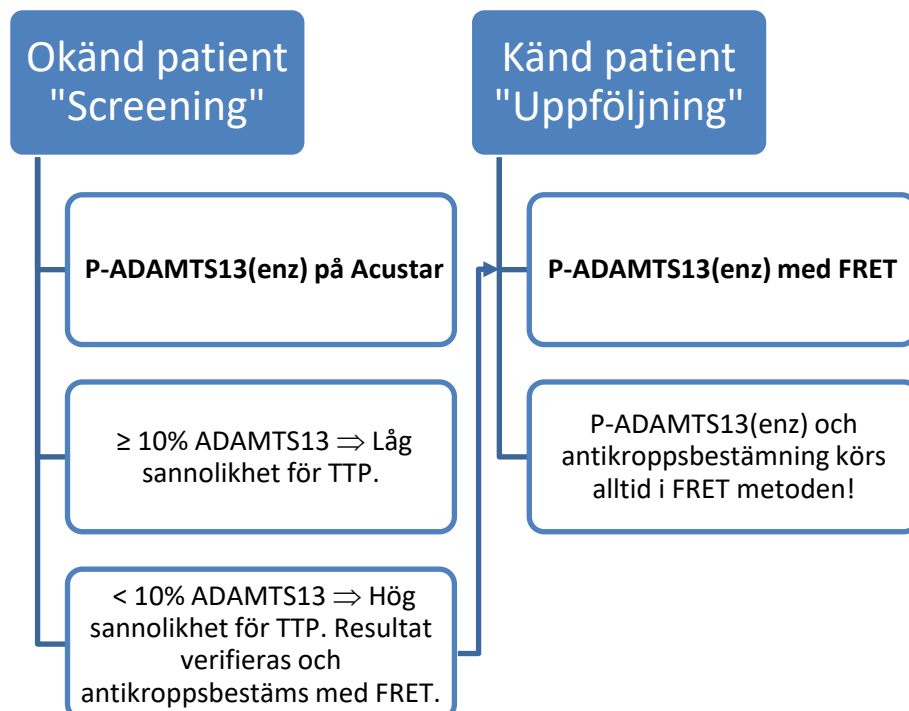 Okänd patient
"Screening"
P-ADAMTS13(enz) på Acustar
≥ 10% ADAMTS13 ⇒ Låg
sannolikhet för TTP.
< 10% ADAMTS13 ⇒ Hög
sannolikhet för TTP. Resultat
verifieras och
antikroppsbestäms med FRET.
Känd patient
"Uppföljning"
P-ADAMTS13(enz) med FRET
P-ADAMTS13(enz) och
antikroppsbestämning körs
alltid i FRET metoden!